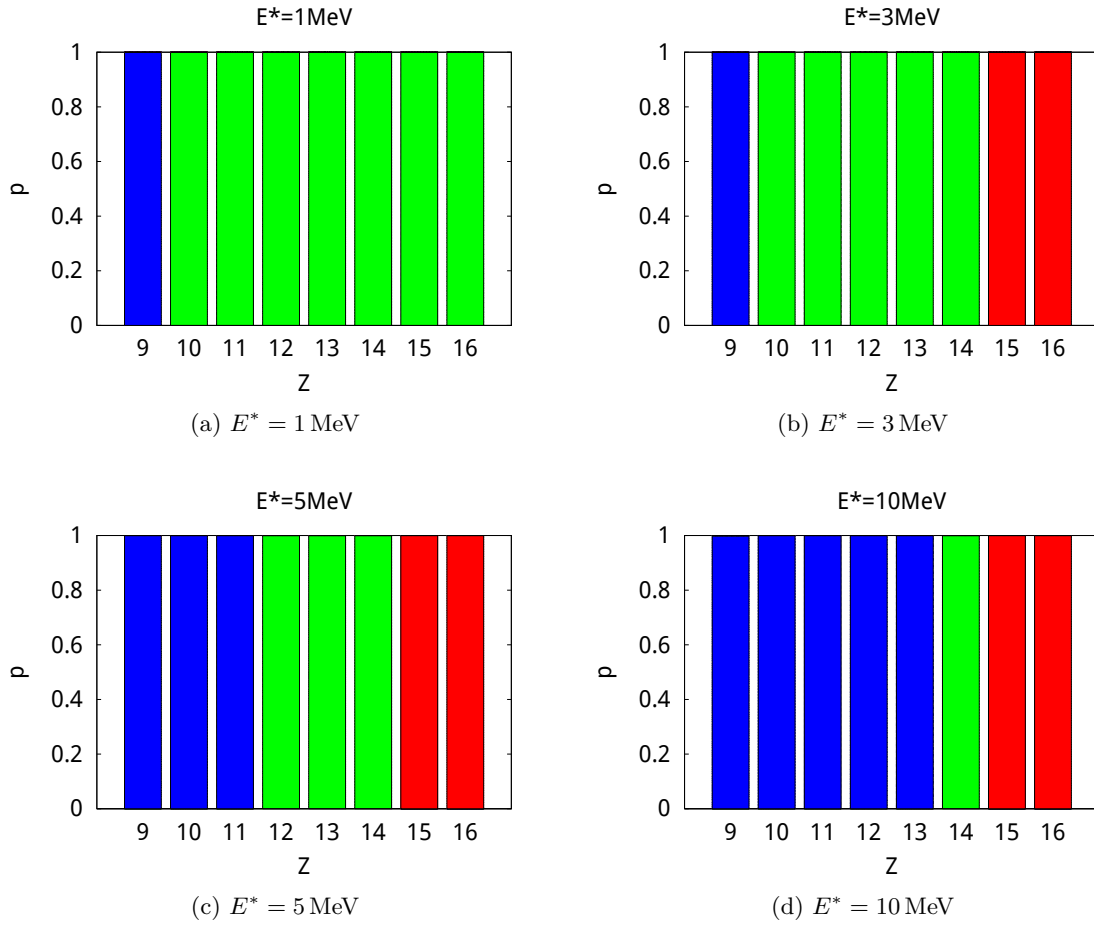 E*=1MeV
1
0.8
0.6
0.4
0.2
0
p
9 10 11 12 13 14 15 16
Z
(a) E* = 1 MeV
E*=3MeV
1
0.8
0.6
0.4
0.2
0
p
9 10 11 12 13 14 15 16
Z
(b) E* = 3 MeV
E*=5MeV
1
0.8
0.6
0.4
0.2
0
p
9 10 11 12 13 14 15 16
Z
(c) E* = 5 MeV
E*=10MeV
1
0.8
0.6
0.4
0.2
0
p
9 10 11 12 13 14 15 16
Z
(d) E* = 10 MeV